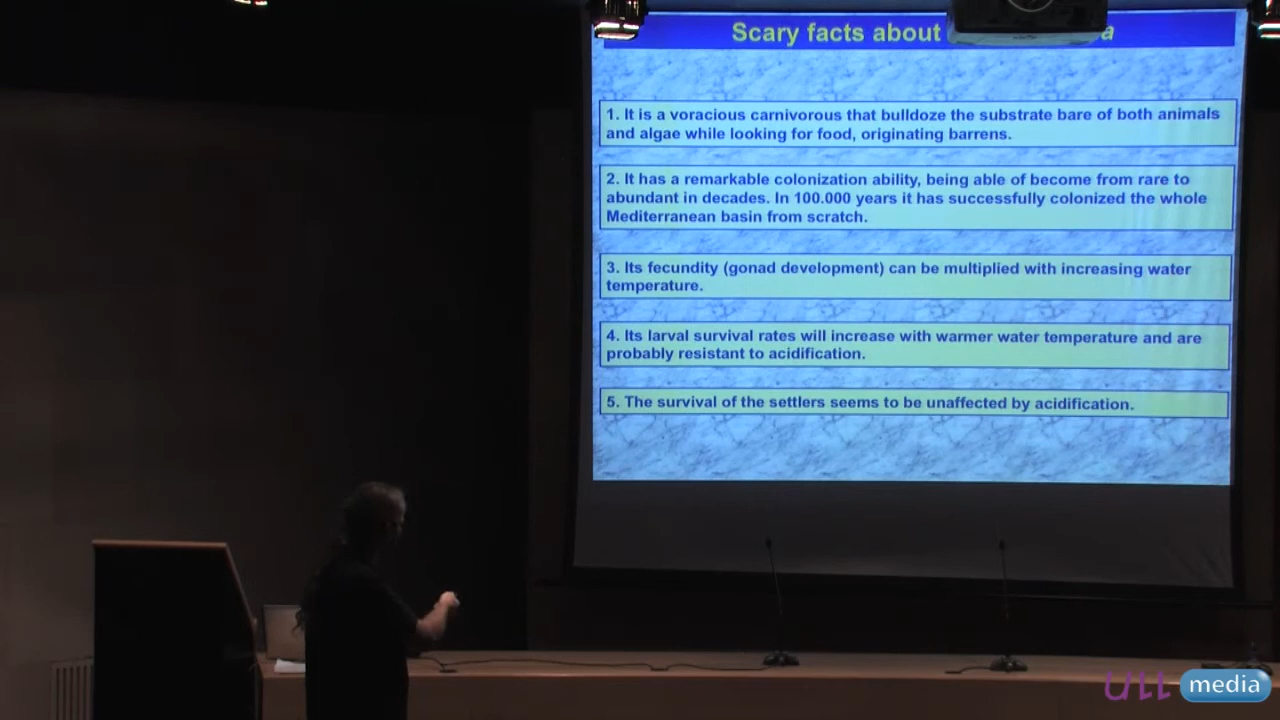 Scary facts about
1. It is a voracious carnivorous that bulldoze the substrate bare of both animals
and algae while looking for food, originating barrens.
2. It has a remarkable colonization ability, being able of become from rare to
abundant in decades. In 100.000 years it has successfully colonized the whole
Mediterranean basin from scratch.
3. Its fecundity (gonad development) can be multiplied with increasing water
temperature.
4. Its larval survival rates will increase with warmer water temperature and are
probably resistant to acidification.
5. The survival of the settlers seems to be unaffected by acidification.
ULL media